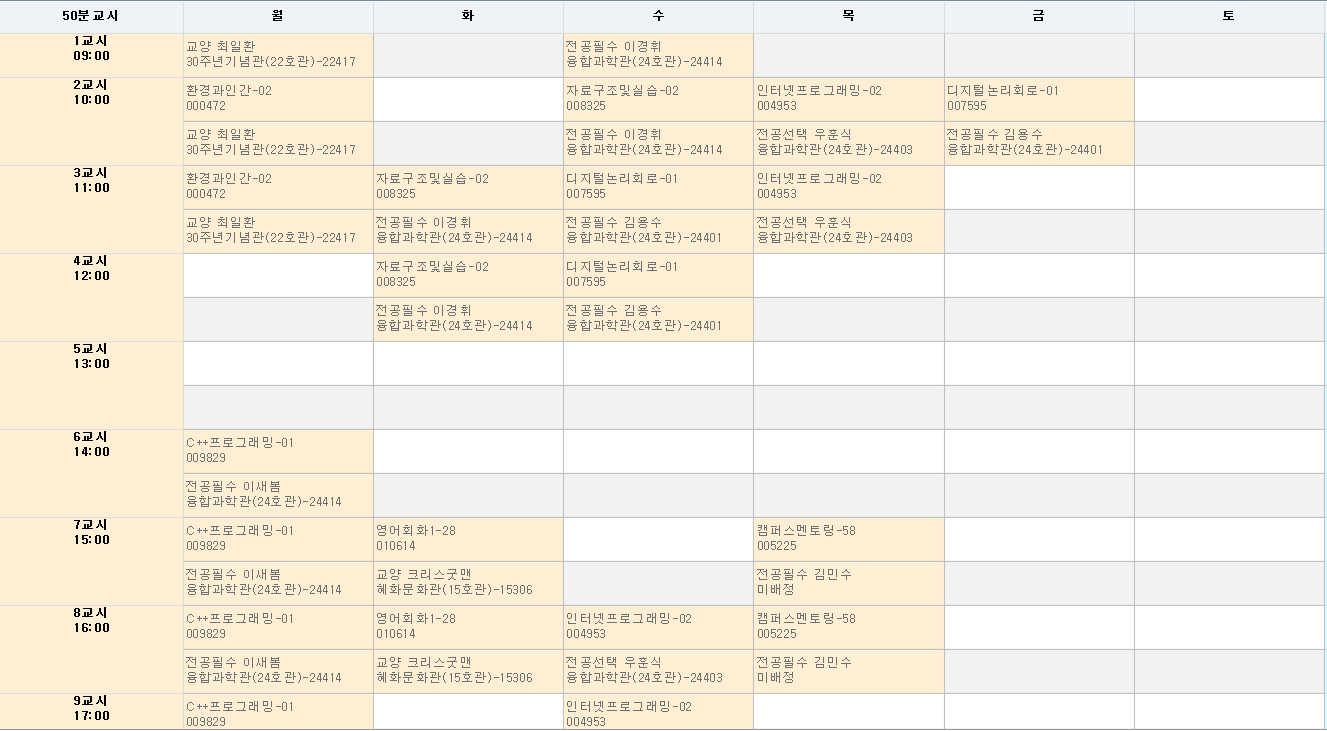 50분교시 월 화 수 목 금 토
1교시
09:00
교양 최일환
30주년기념관(22호관)-22417
전공필수 이경휘
융합과학관(24호관)-24414
2교시
10:00
환경과인간-02
000472
자료구조및실습-02
008325
인터넷프로그래밍-02
004953
디지털논리회로-01
007595
교양 최일환
30주년기념관(22호관)-22417
전공필수 이경휘
융합과학관(24호관)-24414
전공선택 우훈식
융합과학관(24호관)-24403
전공필수 김용수
융합과학관(24호관)-24401
3교시
11:00
환경과인간-02
000472
자료구조및실습-02
008325
디지털논리회로-01
007595
인터넷프로그래밍-02
004953
교양 최일환
30주년기념관(22호관)-22417
전공필수 이경휘
융합과학관(24호관)-24414
전공필수 김용수
융합과학관(24호관)-24401
전공선택 우훈식
융합과학관(24호관)-24403
4교시
12:00
자료구조및실습-02
008325
디지털논리회로-01
007595
전공필수 이경휘
융합과학관(24호관)-24414
전공필수 김용수
융합과학관(24호관)-24401
5교시
13:00
6교시
14:00
C++프로그래밍-01
009829
전공필수 이새봄
융합과학관(24호관)-24414
7교시
15:00
C++프로그래밍-01
009829
영어회화1-28
010614
캠퍼스멘토링-58
005225
전공필수 이새봄
융합과학관(24호관)-24414
교양 크리스굿맨
혜화문화관(15호관)-15306
전공필수 김민수
미배정
8교시
16:00
C++프로그래밍-01
009829
영어회화1-28
010614
인터넷프로그래밍-02
004953
캠퍼스멘토링-58
005225
전공필수 이새봄
융합과학관(24호관)-24414
교양 크리스굿맨
혜화문화관(15호관)-15306
전공선택 우훈식
융합과학관(24호관)-24403
전공필수 김민수
미배정
9교시
17:00
C++프로그래밍-01
009829
인터넷프로그래밍-02
004953